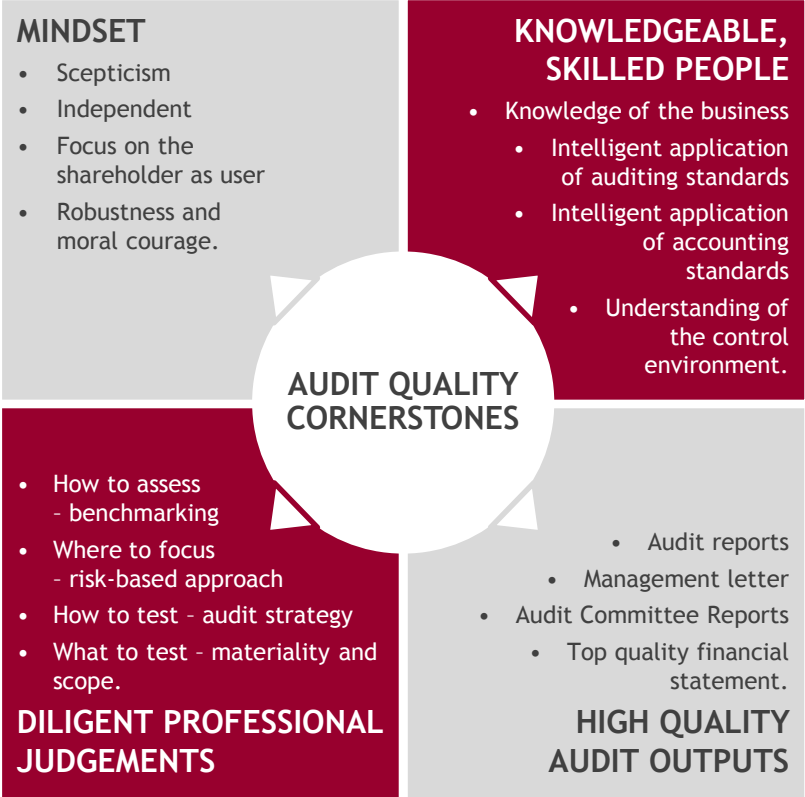 MINDSET
• Scepticism
• Independent
• Focus on the
shareholder as user
• Robustness and
moral courage.
KNOWLEDGEABLE,
SKILLED PEOPLE
• Knowledge of the business
• Intelligent application
of auditing standards
• Intelligent application
of accounting
standards
• Understanding of
the control
environment.
AUDIT QUALITY
CORNERSTONES
• How to assess
– benchmarking
• Where to focus
– risk-based approach
• How to test – audit strategy
• What to test – materiality and
scope.
DILIGENT PROFESSIONAL
JUDGEMENTS
• Audit reports
• Management letter
• Audit Committee Reports
• Top quality financial
statement.
HIGH QUALITY
AUDIT OUTPUTS